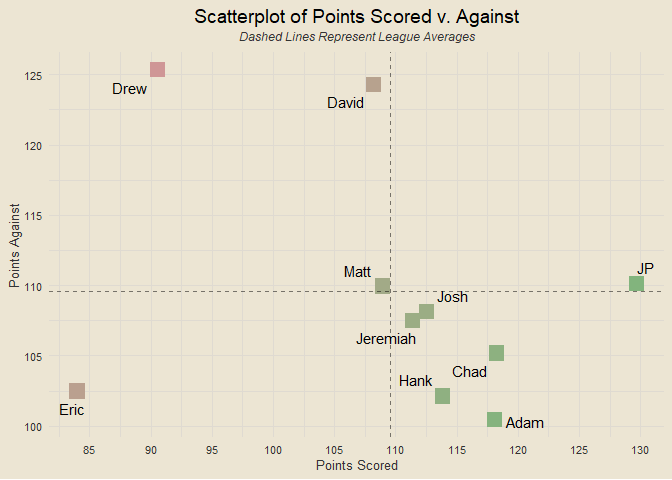 Scatterplot of Points Scored v. Against
Dashed Lines Represent League Averages
125
Drew
David
120
115
Points Against
JP
Matt
110
Josh
Jeremiah
105
Chad
Hank
Eric
Adam
100
85 90 95 100 105 110 115 120 125 130
Points Scored